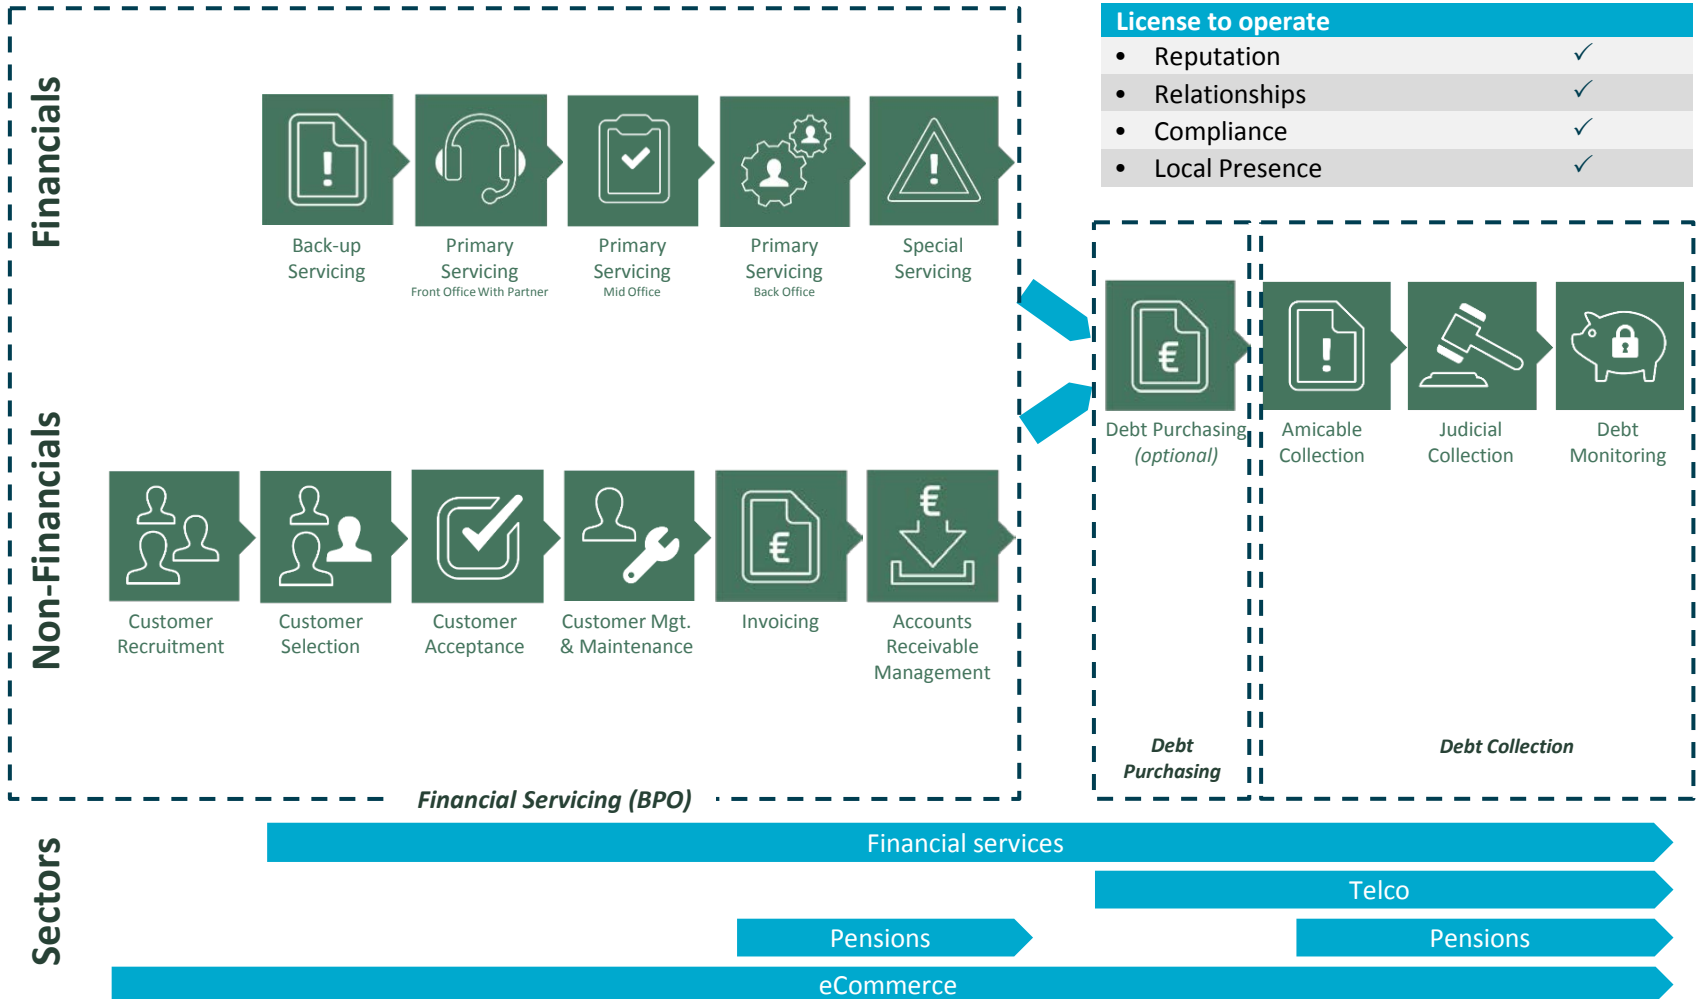 License to operate
• Reputation ✓
• Relationships ✓
• Compliance ✓
• Local Presence ✓
Financials
!
✓
!
Back-up
Servicing
Primary
Servicing
Front Office With Partner
Primary
Servicing
Mid Office
Primary
Servicing
Back Office
Special
Servicing
€
!
Debt Purchasing
(optional)
Amicable
Collection
Judicial
Collection
Debt
Monitoring
Non-Financials
€
€
Customer
Recruitment
Customer
Selection
Customer
Acceptance
Customer Mgt.
& Maintenance
Invoicing
Accounts
Receivable
Management
Debt
Purchasing
Debt Collection
Financial Servicing (BPO)
Sectors
Financial services
Telco
Pensions
Pensions
eCommerce